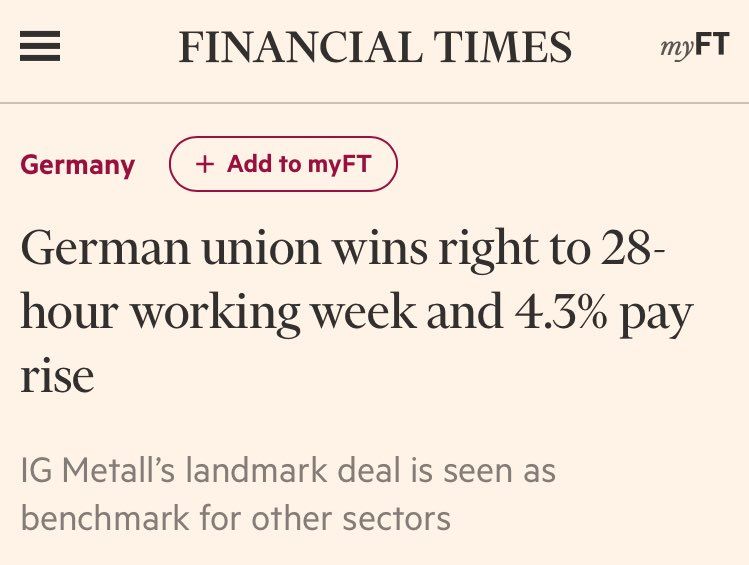 FINANCIAL TIMES
myFT
Germany
+ Add to myFT
German union wins right to 28-
hour working week and 4.3% pay
rise
IG Metall’s landmark deal is seen as
benchmark for other sectors